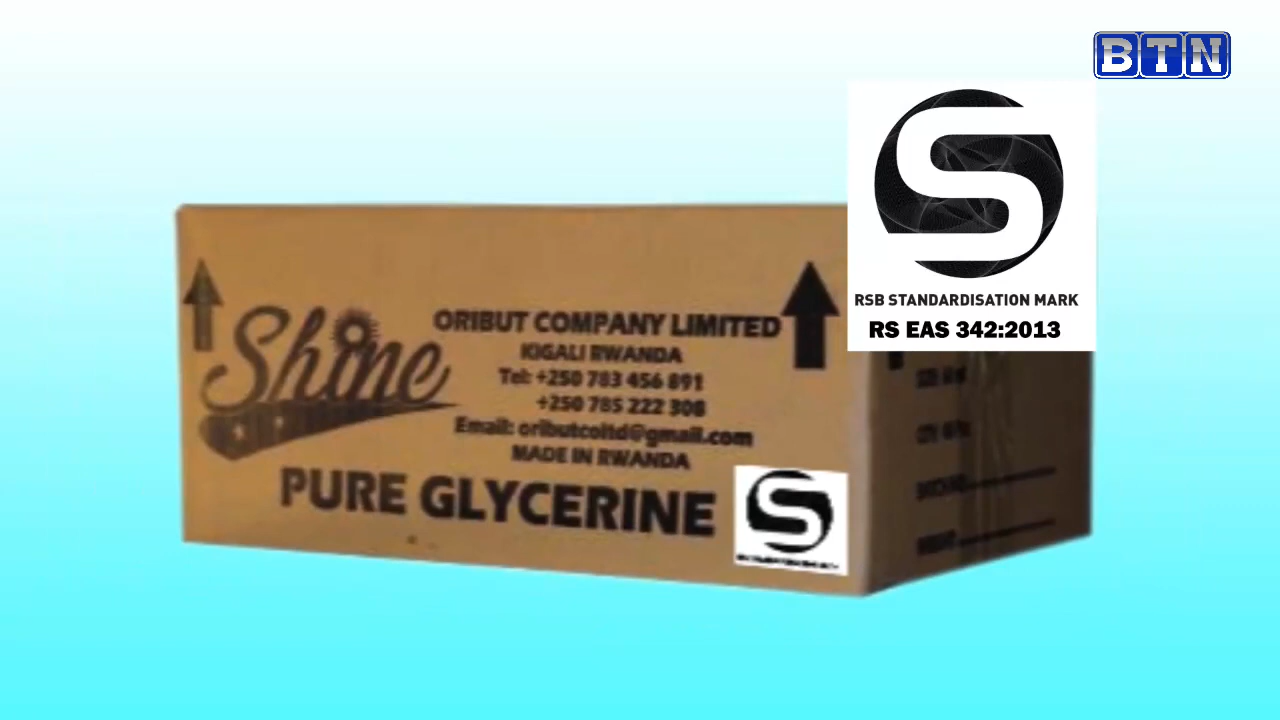 BTN
S
RSB STANDARDISATION MARK
RS EAS 342:2013
Shine
ORIBUT COMPANY LIMITED
KIGALI RWANDA
Tel: +250 783 456 891
+250 785 222 308
Email: oributcoltd@gmail.com
MADE IN RWANDA
PURE GLYCERINE
S